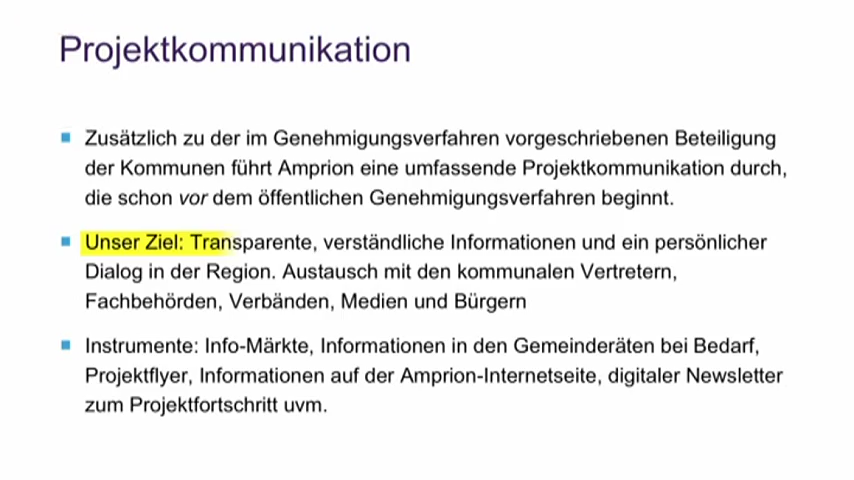 Projektkommunikation
Zusätzlich zu der im Genehmigungsverfahren vorgeschriebenen Beteiligung
der Kommunen führt Amprion eine umfassende Projektkommunikation durch,
die schon vor dem öffentlichen Genehmigungsverfahren beginnt.
Unser Ziel: Transparente, verständliche Informationen und ein persönlicher
Dialog in der Region. Austausch mit den kommunalen Vertretern,
Fachbehörden, Verbänden, Medien und Bürgern
Instrumente: Info-Märkte, Informationen in den Gemeinderäten bei Bedarf,
Projektflyer, Informationen auf der Amprion-Internetseite, digitaler Newsletter
zum Projektfortschritt uvm.